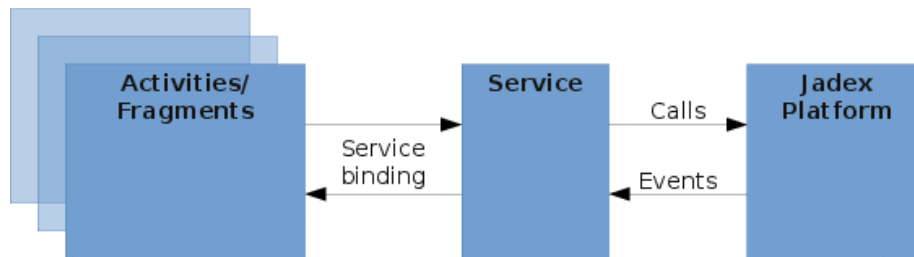 Activities/
Fragments
Service
binding
Service
Calls
Events
Jadex
Platform